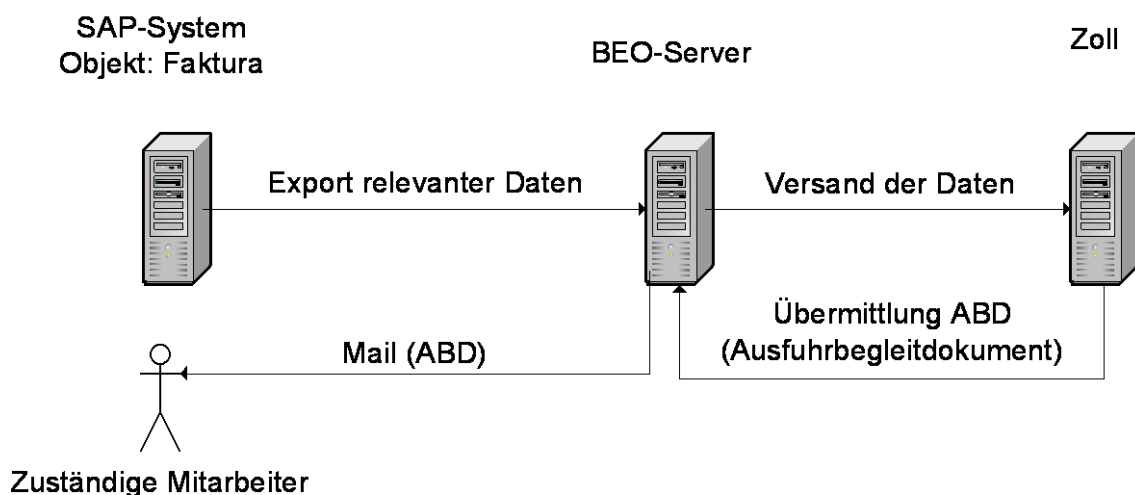 SAP-System
Objekt: Faktura
BEO-Server
Zoll
Export relevanter Daten
Versand der Daten
Übermittlung ABD
(Ausfuhrbegleitdokument)
Mail (ABD)
Zuständige Mitarbeiter